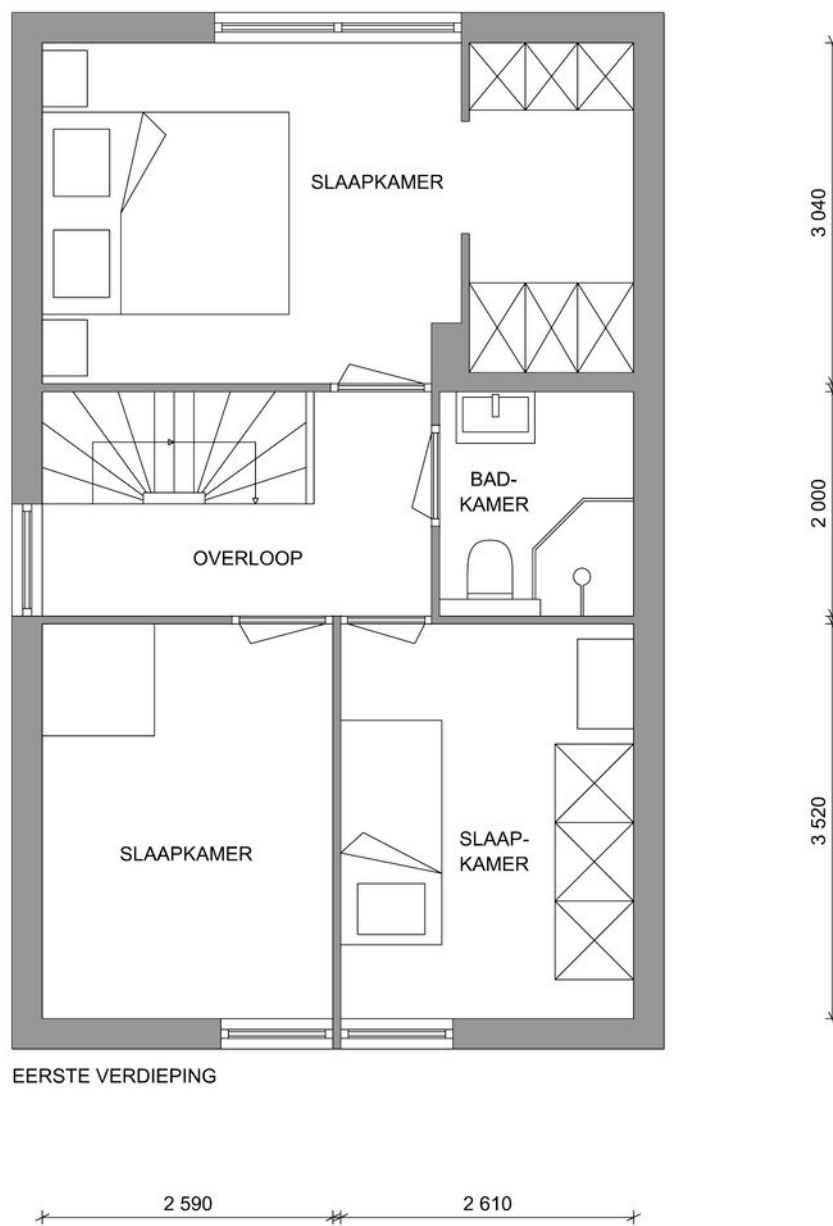 SLAAPKAMER
3 040
BAD-
KAMER
2 000
OVERLOOP
SLAAPKAMER
SLAAP-
KAMER
3 520
EERSTE VERDIEPING
2 590
2 610